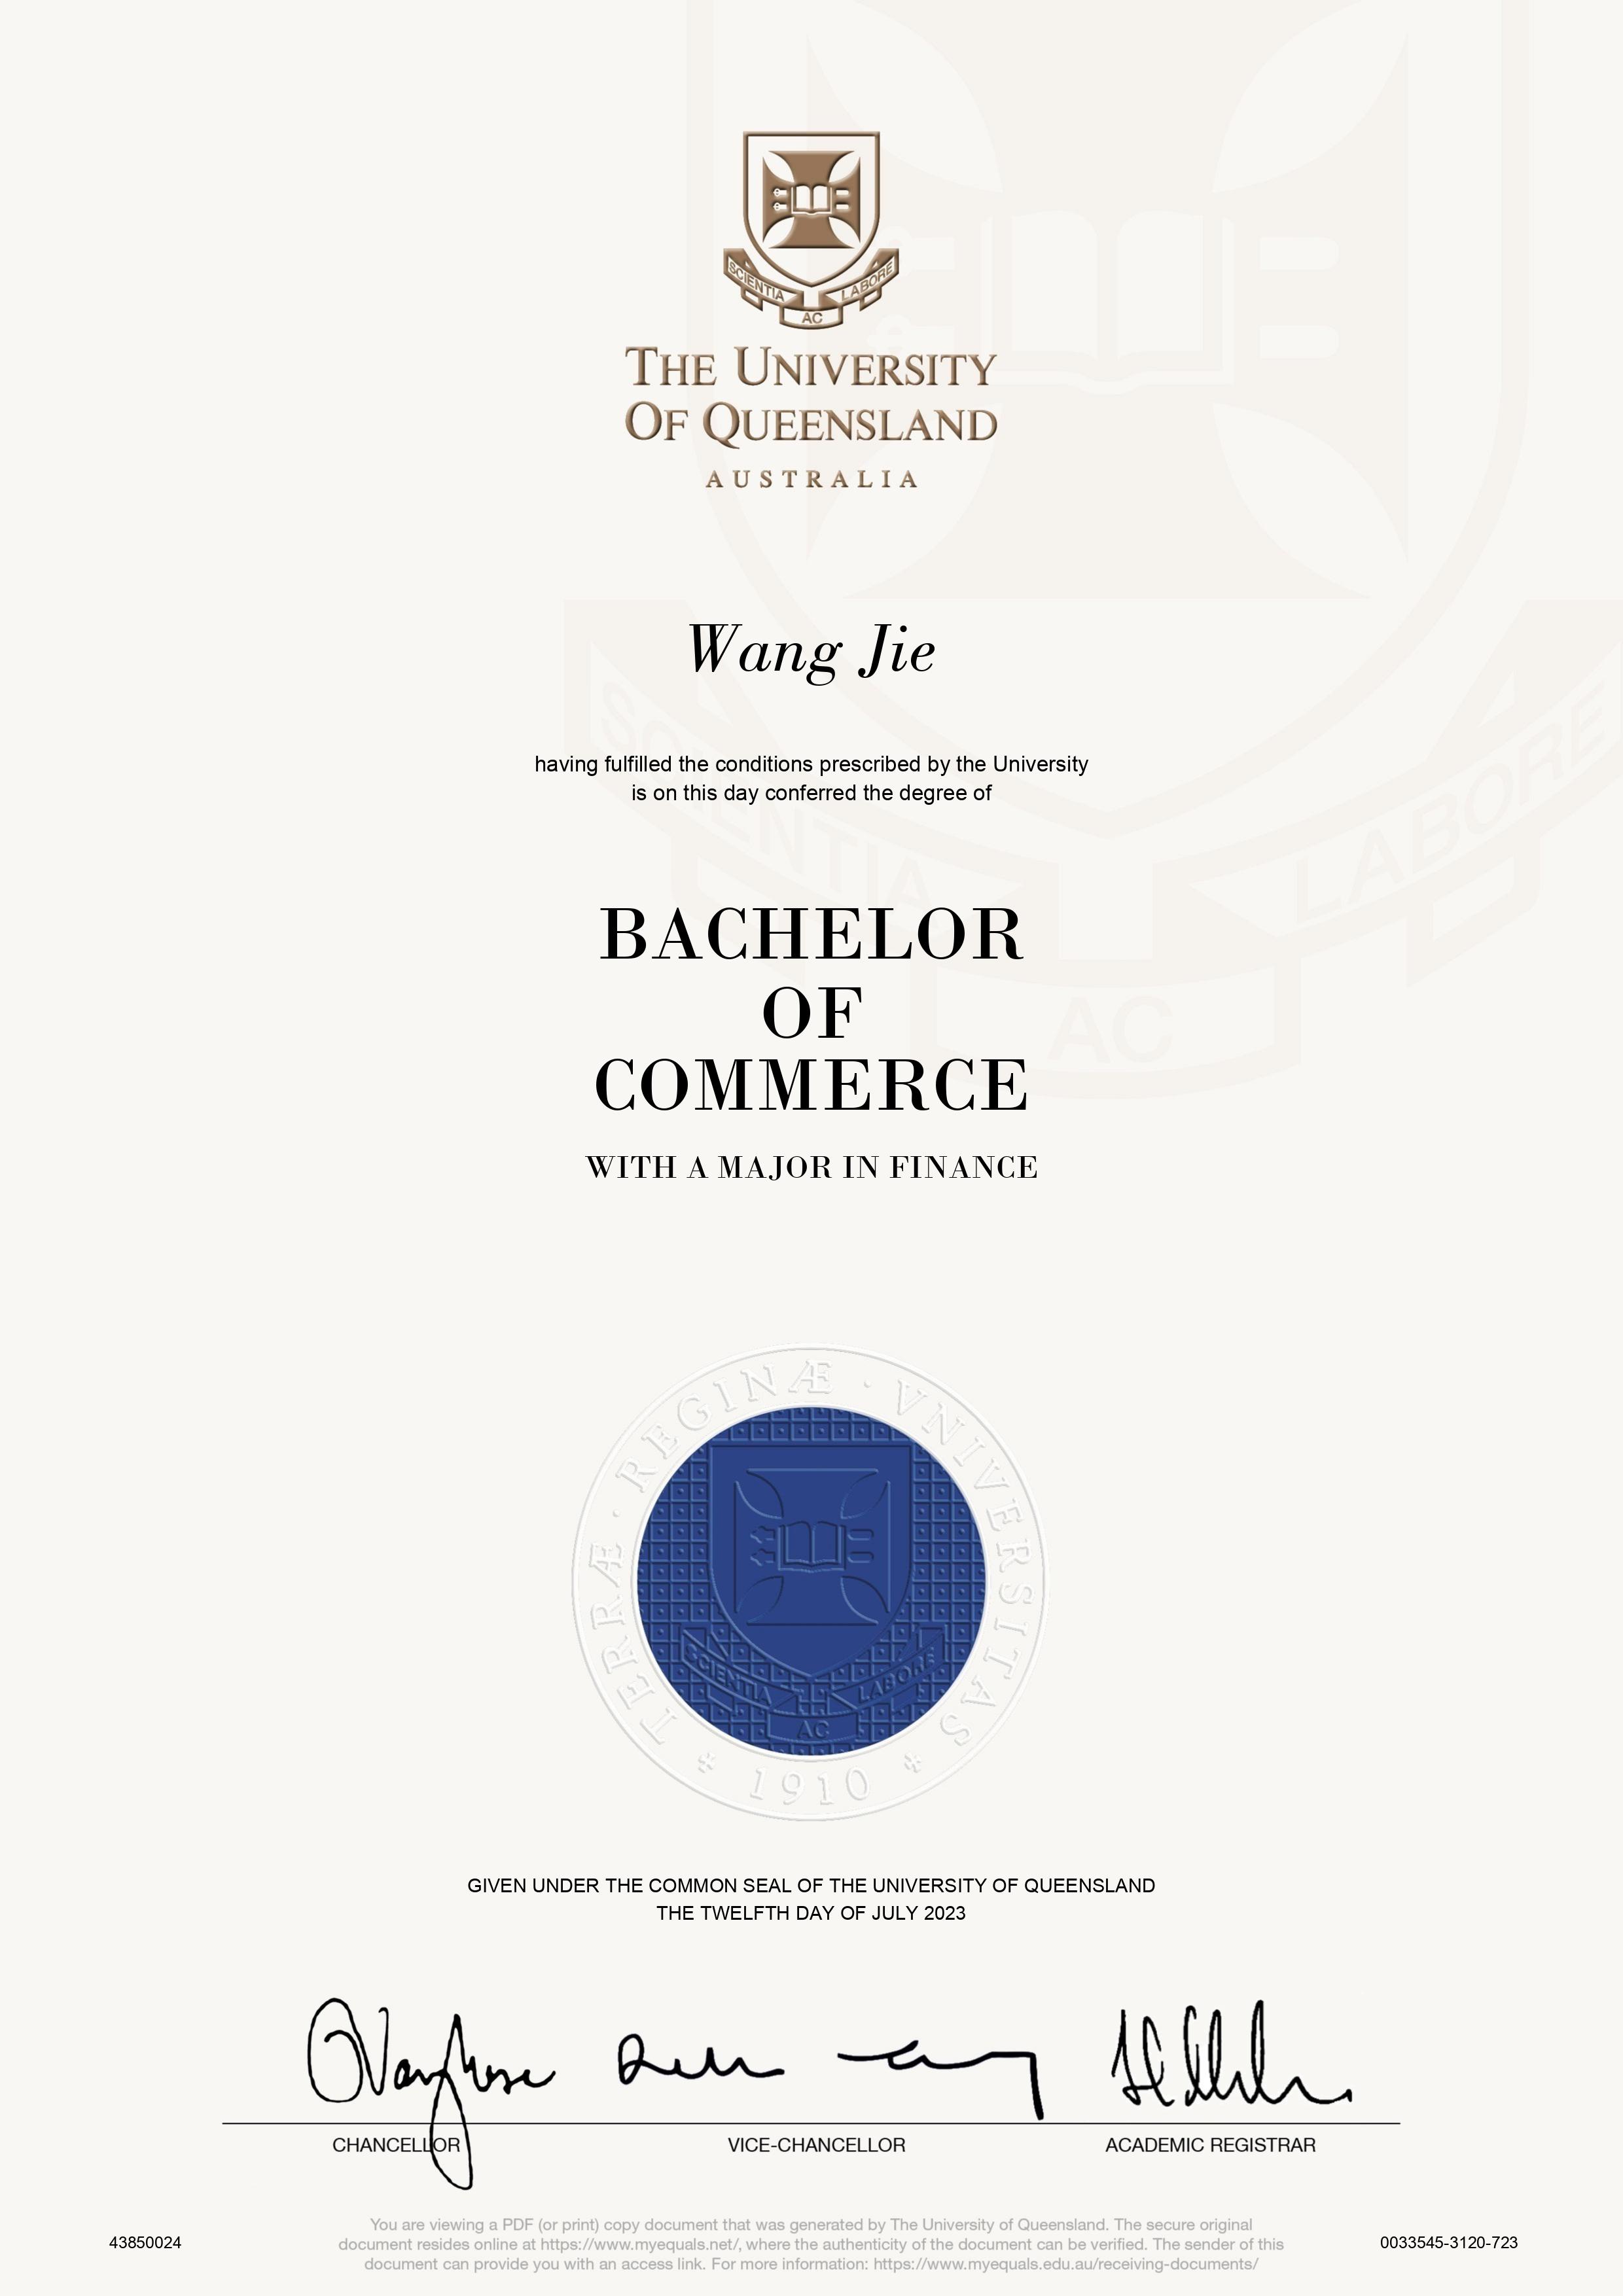 SCIENTIA
AC
LABORE
THE UNIVERSITY
OF QUEENSLAND
AUSTRALIA
Wang Jie
having fulfilled the conditions prescribed by the University
is on this day conferred the degree of
SCIENTIA
AC
LABORE
BACHELOR
OF
COMMERCE
WITH A MAJOR IN FINANCE
TERRÆ · REGINÆ · VNIVERSITAS
* 1910 *
SCIENTIA
AC
LABORE
GIVEN UNDER THE COMMON SEAL OF THE UNIVERSITY OF QUEENSLAND
THE TWELFTH DAY OF JULY 2023
CHANCELLOR
VICE-CHANCELLOR
ACADEMIC REGISTRAR
43850024
You are viewing a PDF (or print) copy document that was generated by The University of Queensland. The secure original
document resides online at https://www.myequals.net/, where the authenticity of the document can be verified. The sender of this
document can provide you with an access link. For more information: https://www.myequals.edu.au/receiving-documents/
0033545-3120-723